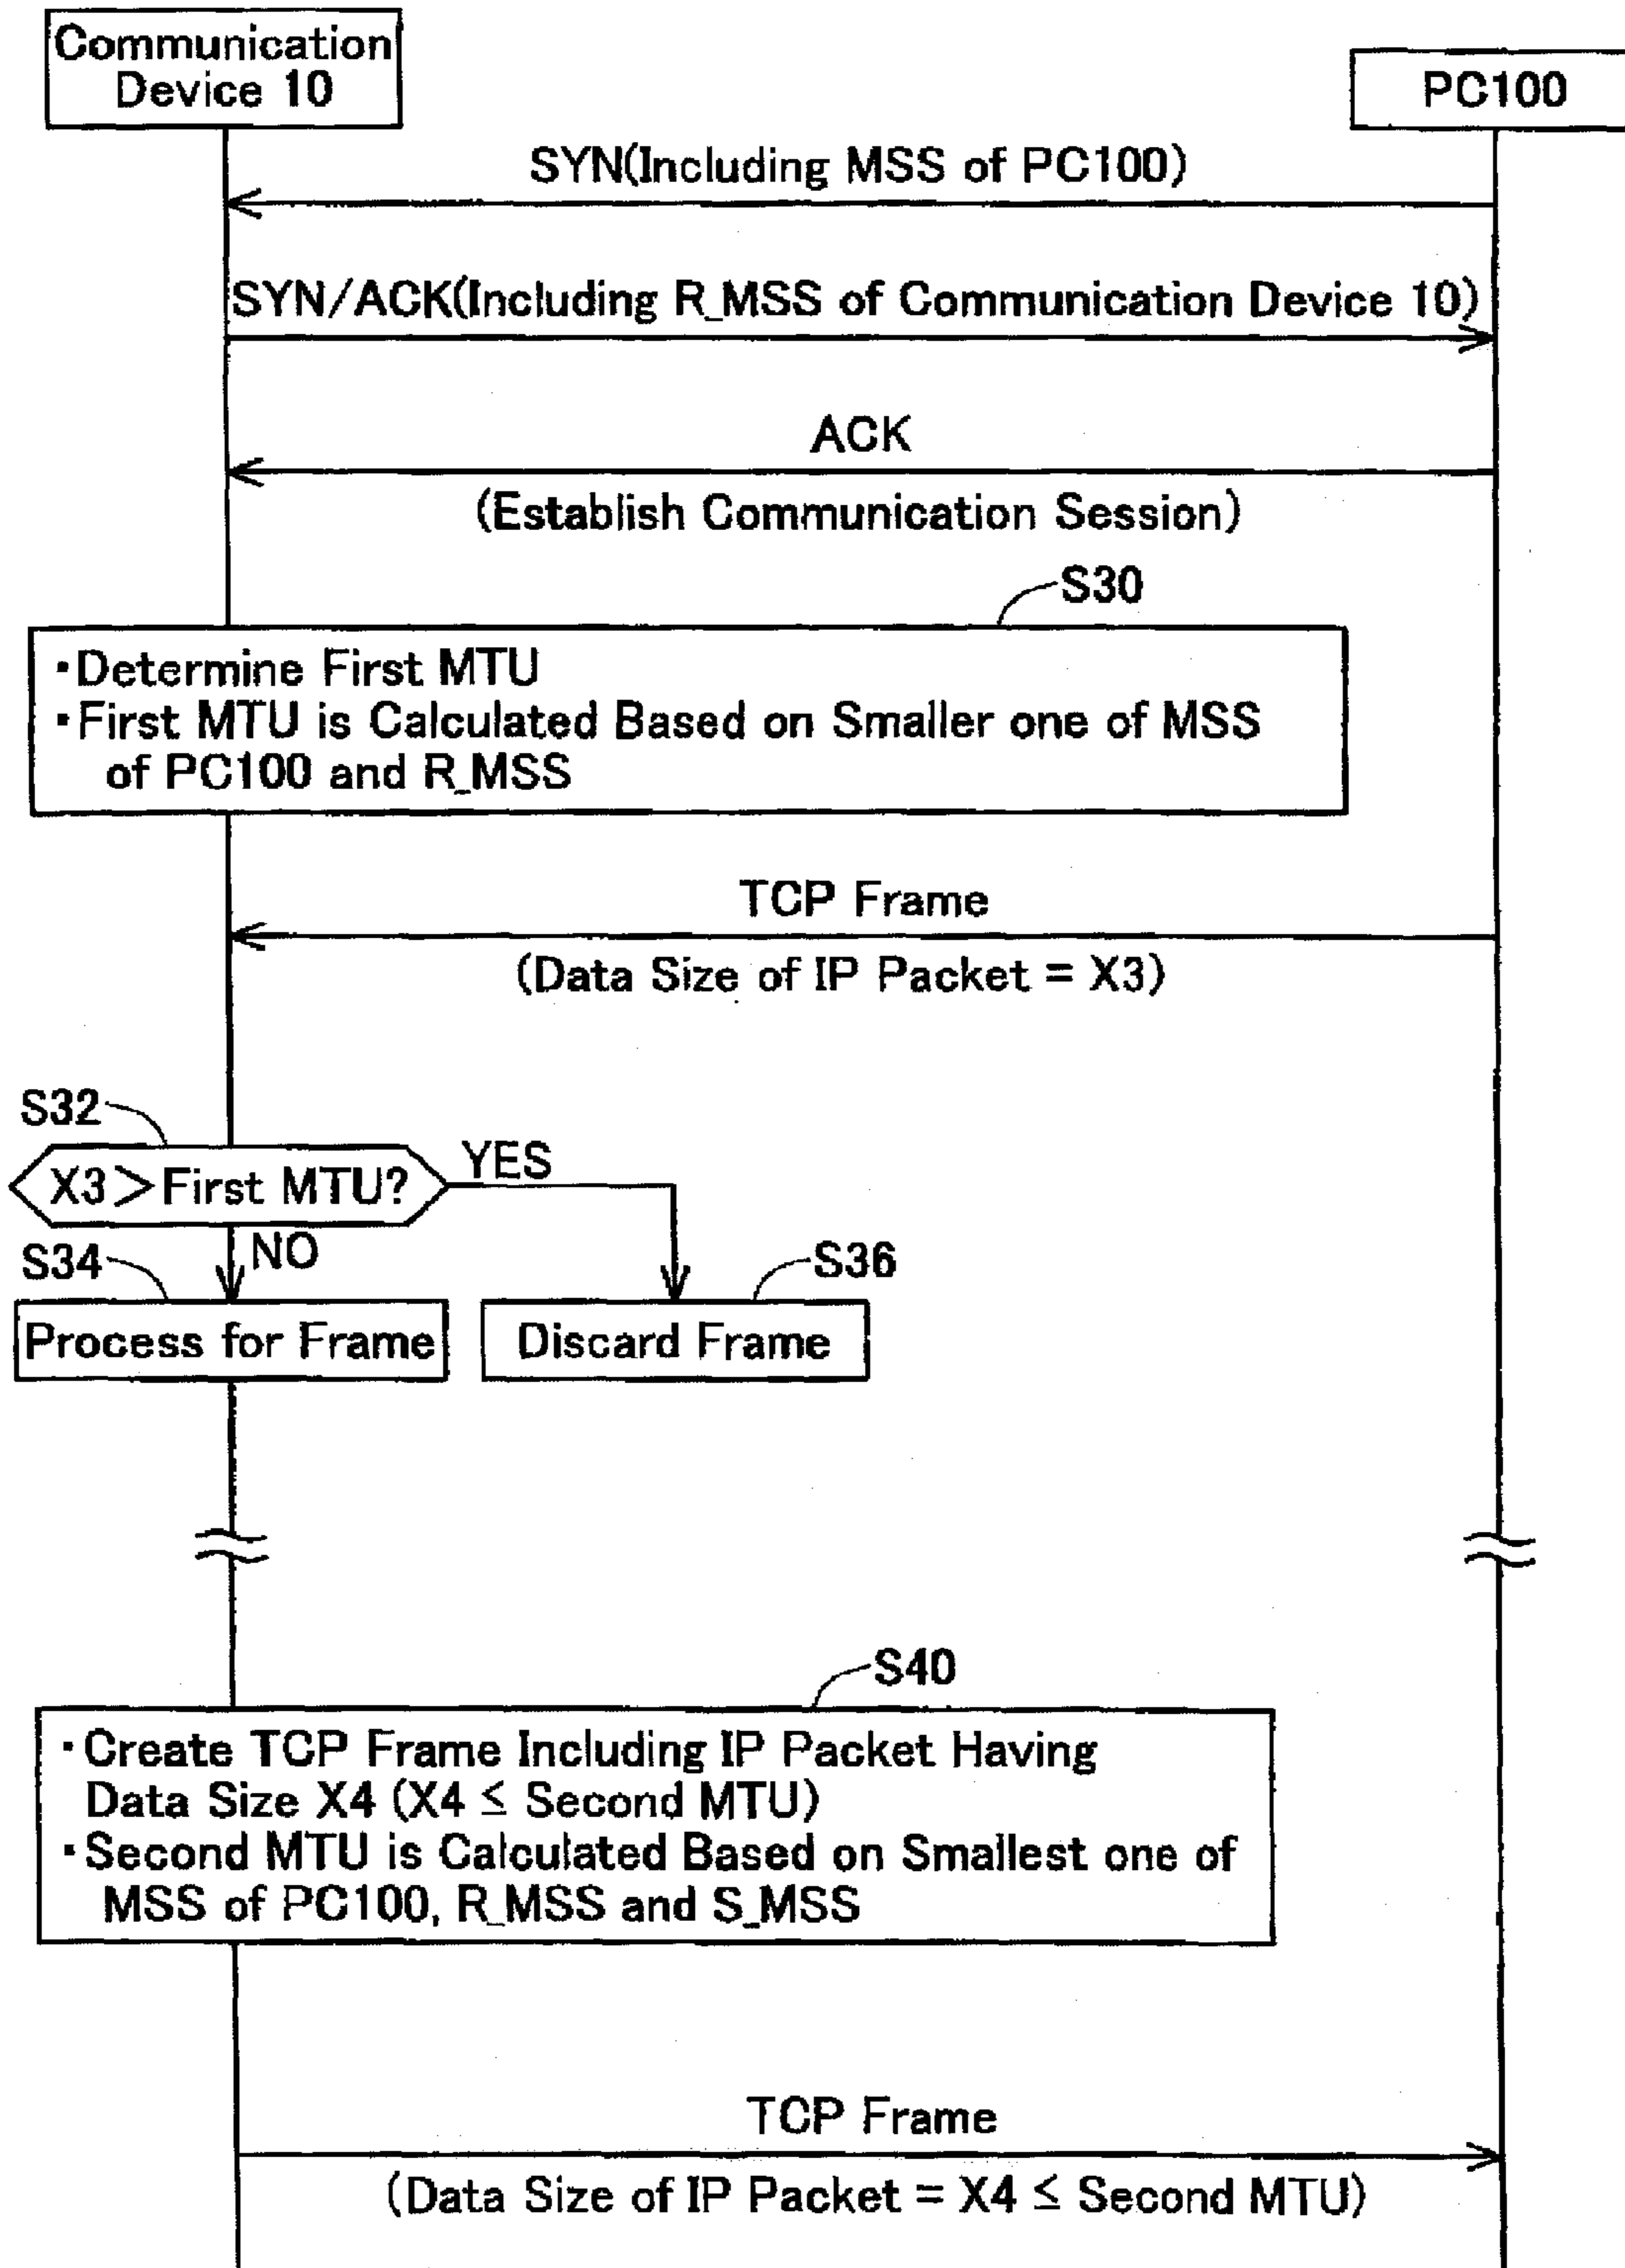 Communication
Device 10
PC100
SYN(Including MSS of PC100)
SYN/ACK(Including R_MSS of Communication Device 10)
ACK
(Establish Communication Session)
S30
・Determine First MTU
・First MTU is Calculated Based on Smaller one of MSS
of PC100 and R_MSS
TCP Frame
(Data Size of IP Packet = X3)
S32
X3>First MTU?
YES
NO
S34
S36
Process for Frame
Discard Frame
S40
・Create TCP Frame Including IP Packet Having
Data Size X4 (X4 ≤ Second MTU)
・Second MTU is Calculated Based on Smallest one of
MSS of PC100, R_MSS and S_MSS
TCP Frame
(Data Size of IP Packet = X4 ≤ Second MTU)